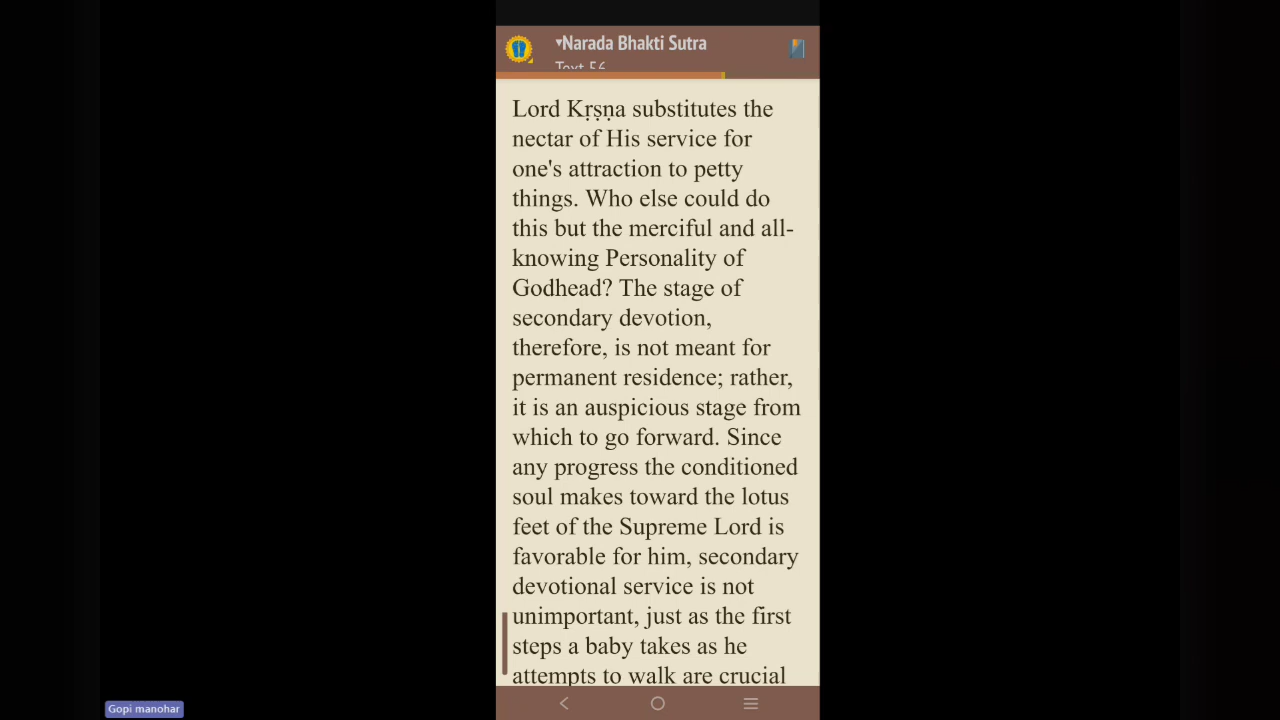 ▾Narada Bhakti Sutra
Text 56
Lord Kṛṣṇa substitutes the
nectar of His service for
one's attraction to petty
things. Who else could do
this but the merciful and all-
knowing Personality of
Godhead? The stage of
secondary devotion,
therefore, is not meant for
permanent residence; rather,
it is an auspicious stage from
which to go forward. Since
any progress the conditioned
soul makes toward the lotus
feet of the Supreme Lord is
favorable for him, secondary
devotional service is not
unimportant, just as the first
steps a baby takes as he
attempts to walk are crucial
Gopi manohar